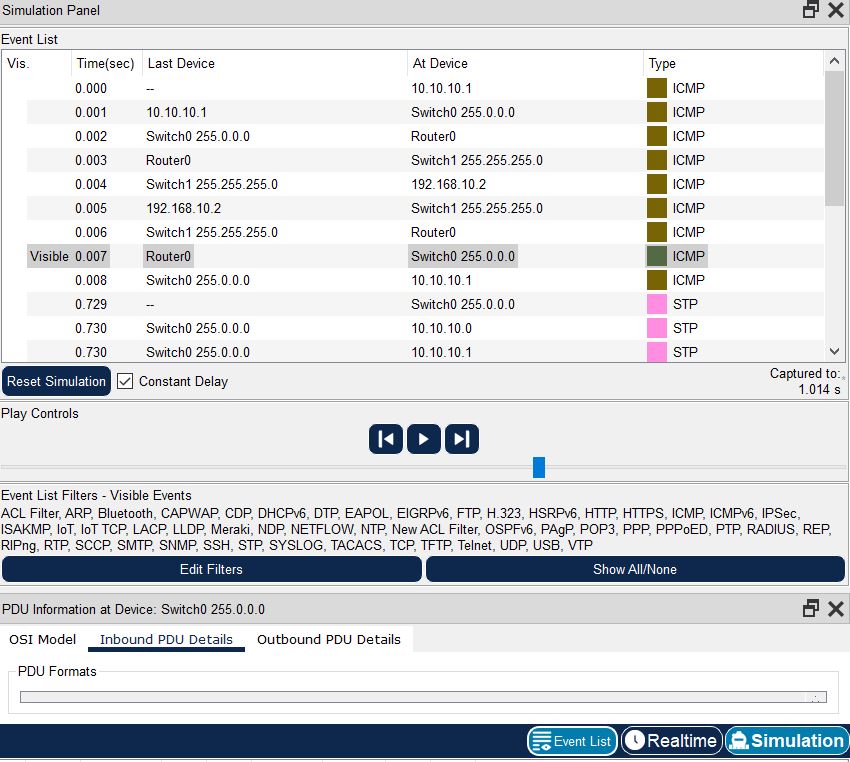 Simulation Panel
Event List
Vis. Time(sec) Last Device At Device Type
0.000 -- 10.10.10.1 ICMP
0.001 10.10.10.1 Switch0 255.0.0.0 ICMP
0.002 Switch0 255.0.0.0 Router0 ICMP
0.003 Router0 Switch1 255.255.255.0 ICMP
0.004 Switch1 255.255.255.0 192.168.10.2 ICMP
0.005 192.168.10.2 Switch1 255.255.255.0 ICMP
0.006 Switch1 255.255.255.0 Router0 ICMP
Visible 0.007 Router0 Switch0 255.0.0.0 ICMP
0.008 Switch0 255.0.0.0 10.10.10.1 ICMP
0.729 -- Switch0 255.0.0.0 STP
0.730 Switch0 255.0.0.0 10.10.10.0 STP
0.730 Switch0 255.0.0.0 10.10.10.1 STP
Reset Simulation Constant Delay Captured to:
1.014 s
Play Controls
Event List Filters - Visible Events
ACL Filter, ARP, Bluetooth, CAPWAP, CDP, DHCPv6, DTP, EAPOL, EIGRPv6, FTP, H.323, HSRPv6, HTTP, HTTPS, ICMP, ICMPv6, IPSec,
ISAKMP, IoT, IoT TCP, LACP, LLDP, Meraki, NDP, NETFLOW, NTP, New ACL Filter, OSPFv6, PAgP, POP3, PPP, PPPoED, PTP, RADIUS, REP,
RIPng, RTP, SCCP, SMTP, SNMP, SSH, STP, SYSLOG, TACACS, TCP, TFTP, Telnet, UDP, USB, VTP
Edit Filters Show All/None
PDU Information at Device: Switch0 255.0.0.0
OSI Model Inbound PDU Details Outbound PDU Details
PDU Formats
Event List Realtime Simulation